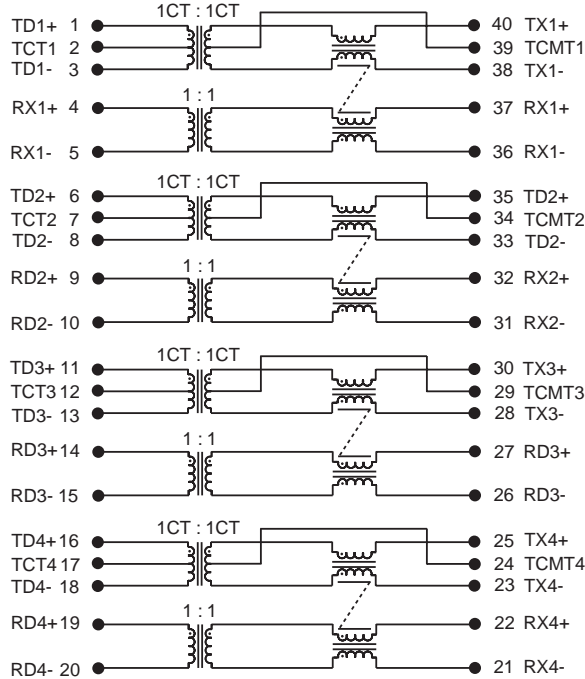 1CT : 1CT
TD1+ 1 40 TX1+
TCT1 2 39 TCMT1
TD1- 3 38 TX1-
1 : 1
RX1+ 4 37 RX1+
RX1- 5 36 RX1-
1CT : 1CT
TD2+ 6 35 TD2+
TCT2 7 34 TCMT2
TD2- 8 33 TD2-
1 : 1
RD2+ 9 32 RX2+
RD2- 10 31 RX2-
1CT : 1CT
TD3+ 11 30 TX3+
TCT3 12 29 TCMT3
TD3- 13 28 TX3-
1 : 1
RD3+ 14 27 RD3+
RD3- 15 26 RD3-
1CT : 1CT
TD4+ 16 25 TX4+
TCT4 17 24 TCMT4
TD4- 18 23 TX4-
1 : 1
RD4+ 19 22 RX4+
RD4- 20 21 RX4-